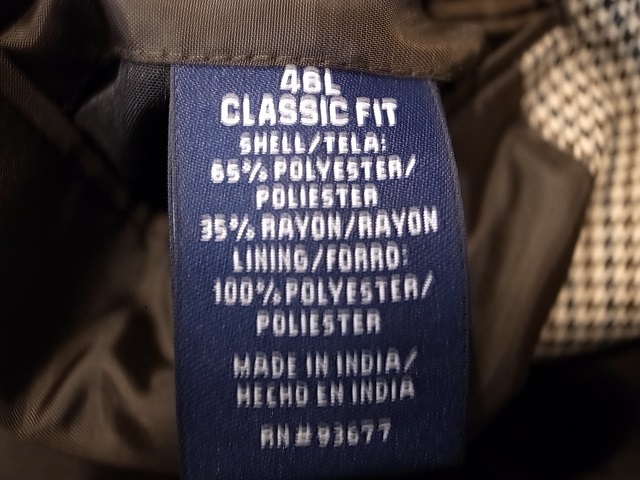 46L
CLASSIC FIT
SHELL/TELA:
65% POLYESTER/
POLIESTER
35% RAYON/RAYON
LINING/FORRO:
100% POLYESTER/
POLIESTER
MADE IN INDIA/
HECHO EN INDIA
RN#93677